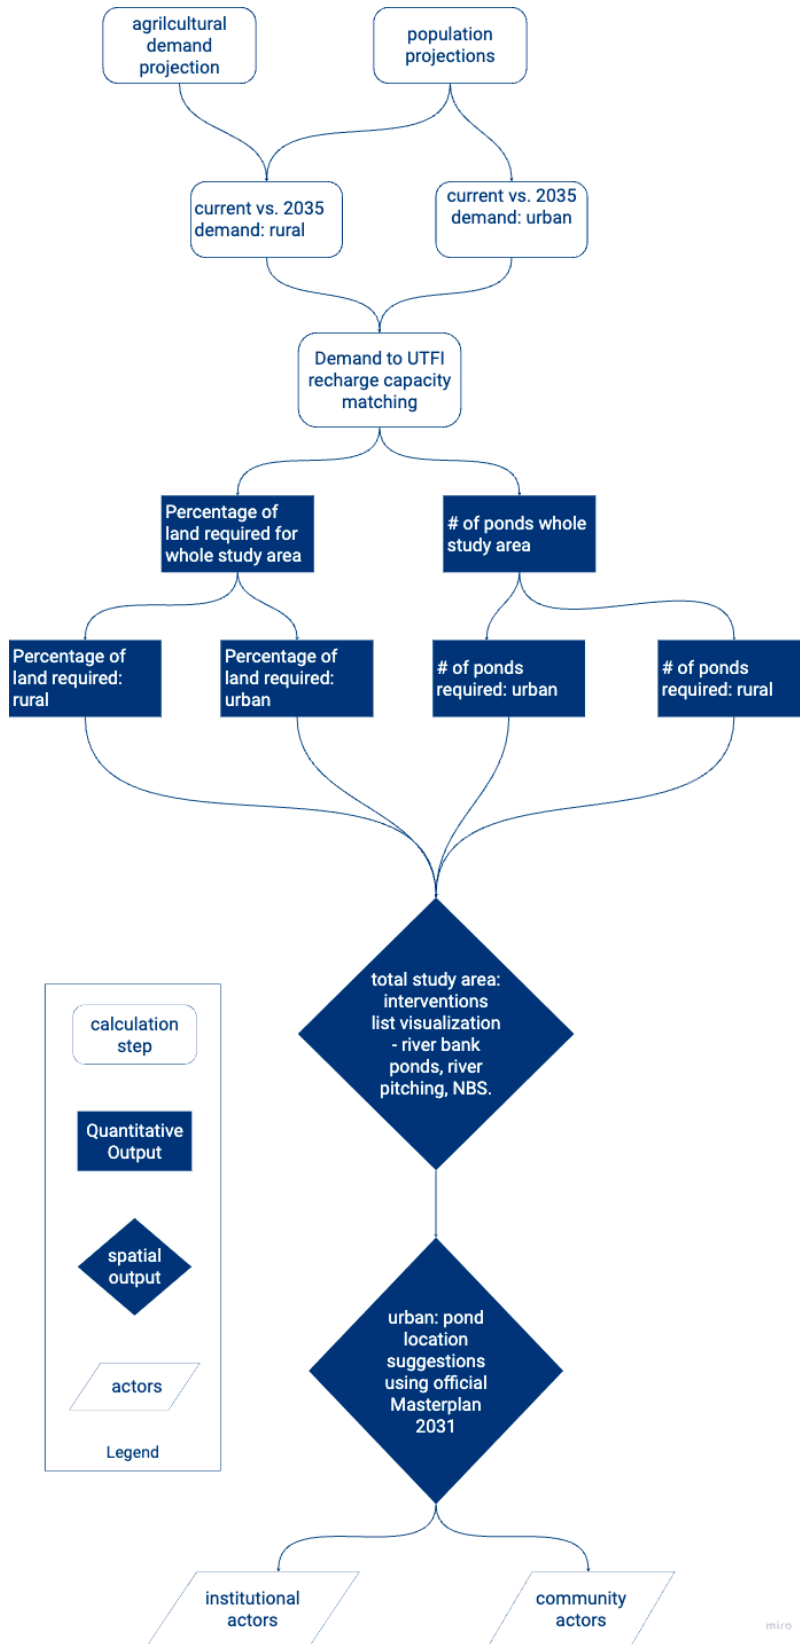 agrilcultural
demand
projection
population
projections
current vs. 2035
demand: rural
current vs. 2035
demand: urban
Demand to UTFI
recharge capacity
matching
Percentage of
land required for
whole study area
# of ponds whole
study area
Percentage of
land required:
rural
Percentage of
land required:
urban
# of ponds
required: urban
# of ponds
required: rural
total study area:
interventions
list visualization
- river bank
ponds, river
pitching, NBS.
calculation
step
Quantitative
Output
spatial
output
actors
Legend
urban: pond
location
suggestions
using official
Masterplan
2031
institutional
actors
community
actors
miro